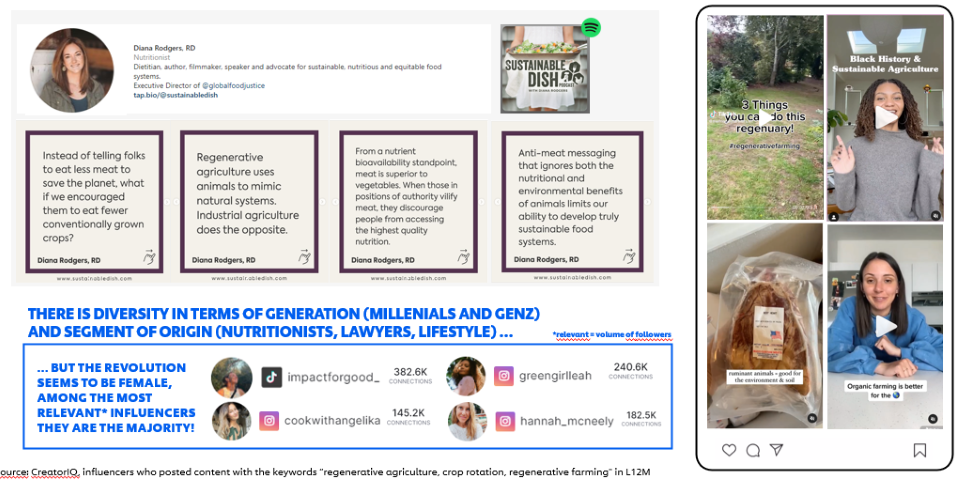 Diana Rodgers, RD
Nutritionist
Dietitian, author, filmmaker, speaker and advocate for sustainable, nutritious and equitable food
systems.
Executive Director of @globalfoodjustice
tap.bio/@sustainabledish
SUSTAINABLE
DISH
PODCAST
WITH DIANA RODGERS
Instead of telling folks
to eat less meat to
save the planet, what
if we encouraged
them to eat fewer
conventionally grown
crops?
Diana Rodgers, RD
www.sustainabledish.com
Regenerative
agriculture uses
animals to mimic
natural systems.
Industrial agriculture
does the opposite.
Diana Rodgers, RD
www.sustainabledish.com
From a nutrient
bioavailability standpoint,
meat is superior to
vegetables. When those in
positions of authority vilify
meat, they discourage
people from accessing
the highest quality
nutrition.
Diana Rodgers, RD
www.sustainabledish.com
Anti-meat messaging
that ignores both the
nutritional and
environmental benefits
of animals limits our
ability to develop truly
sustainable food
systems.
Diana Rodgers, RD
www.sustainabledish.com
THERE IS DIVERSITY IN TERMS OF GENERATION (MILLENIALS AND GENZ)
AND SEGMENT OF ORIGIN (NUTRITIONISTS, LAWYERS, LIFESTYLE) ...
*relevant = volume of followers
... BUT THE REVOLUTION
SEEMS TO BE FEMALE,
AMONG THE MOST
RELEVANT* INFLUENCERS
THEY ARE THE MAJORITY!
impactforgood_
382.6K
CONNECTIONS
greengirlleah
240.6K
CONNECTIONS
cookwithangelika
145.2K
CONNECTIONS
hannah_mcneely
182.5K
CONNECTIONS
ource: CreatorIQ, influencers who posted content with the keywords "regenerative agriculture, crop rotation, regenerative farming" in L12M
3 Things
you can do this
regenuary!
#regenerativefarming
Black History &
Sustainable Agriculture
ruminant animals = good for
the environment & soil
Organic farming is better
for the 🌎